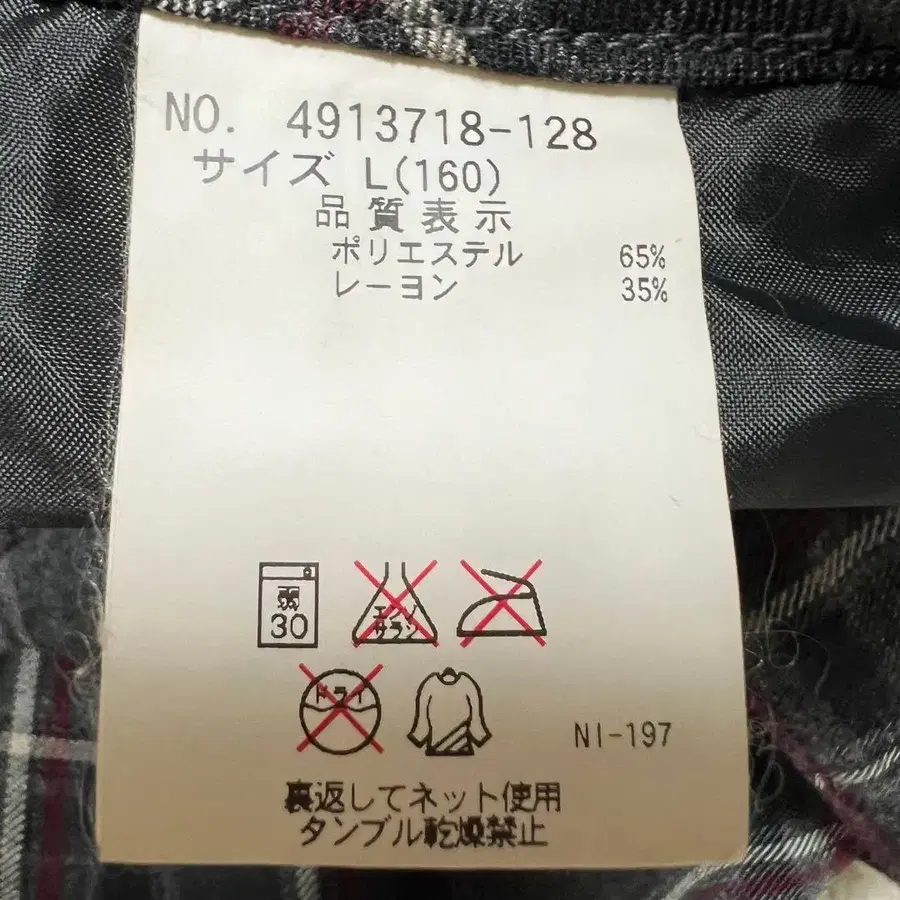 NO. 4913718-128
サイズ L(160)
品質表示
ポリエステル 65%
レーヨン 35%
弱
30
エンソ
サラシ
ドライ
NI-197
裏返してネット使用
タンブル乾燥禁止